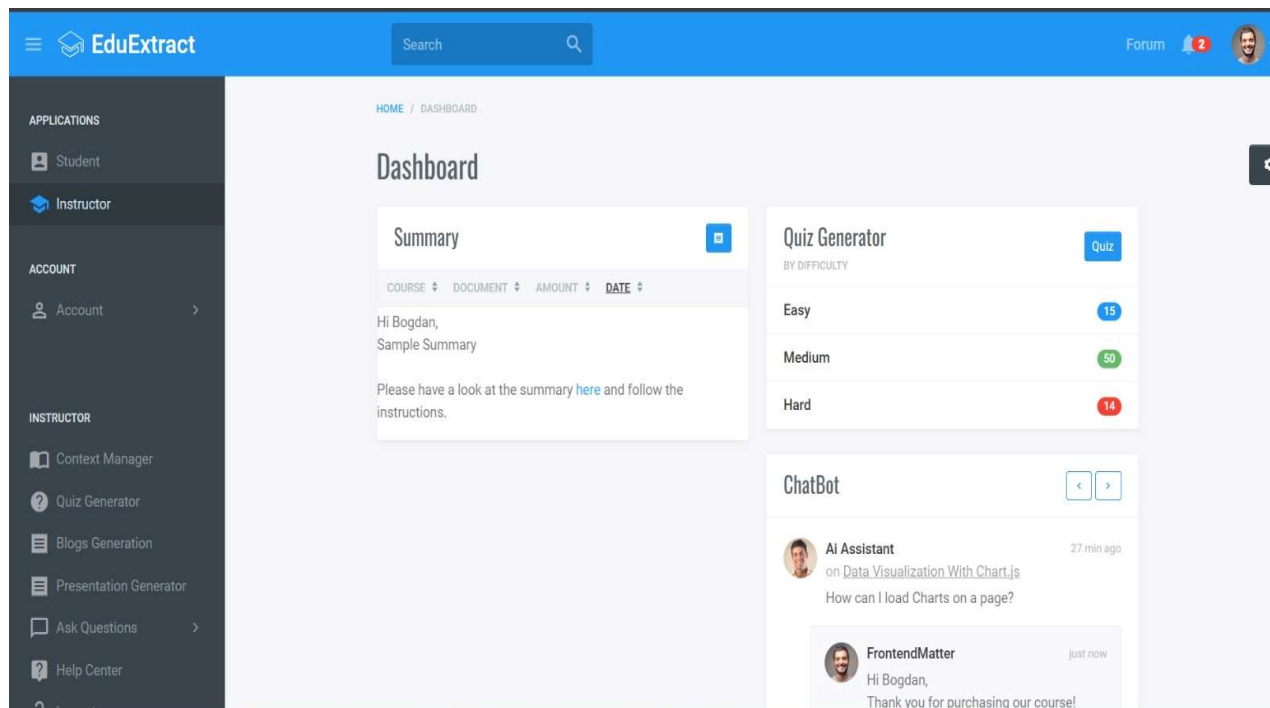 EduExtract
Search
Forum
2
APPLICATIONS
Student
Instructor
ACCOUNT
Account
INSTRUCTOR
Context Manager
Quiz Generator
Blogs Generation
Presentation Generator
Ask Questions
Help Center
HOME / DASHBOARD
Dashboard
Summary
COURSE DOCUMENT AMOUNT DATE
Hi Bogdan,
Sample Summary
Please have a look at the summary here and follow the
instructions.
Quiz Generator
Quiz
BY DIFFICULTY
Easy 15
Medium 50
Hard 14
ChatBot
Ai Assistant 27 min ago
on Data Visualization With Chart.js
How can I load Charts on a page?
FrontendMatter just now
Hi Bogdan,
Thank you for purchasing our course!